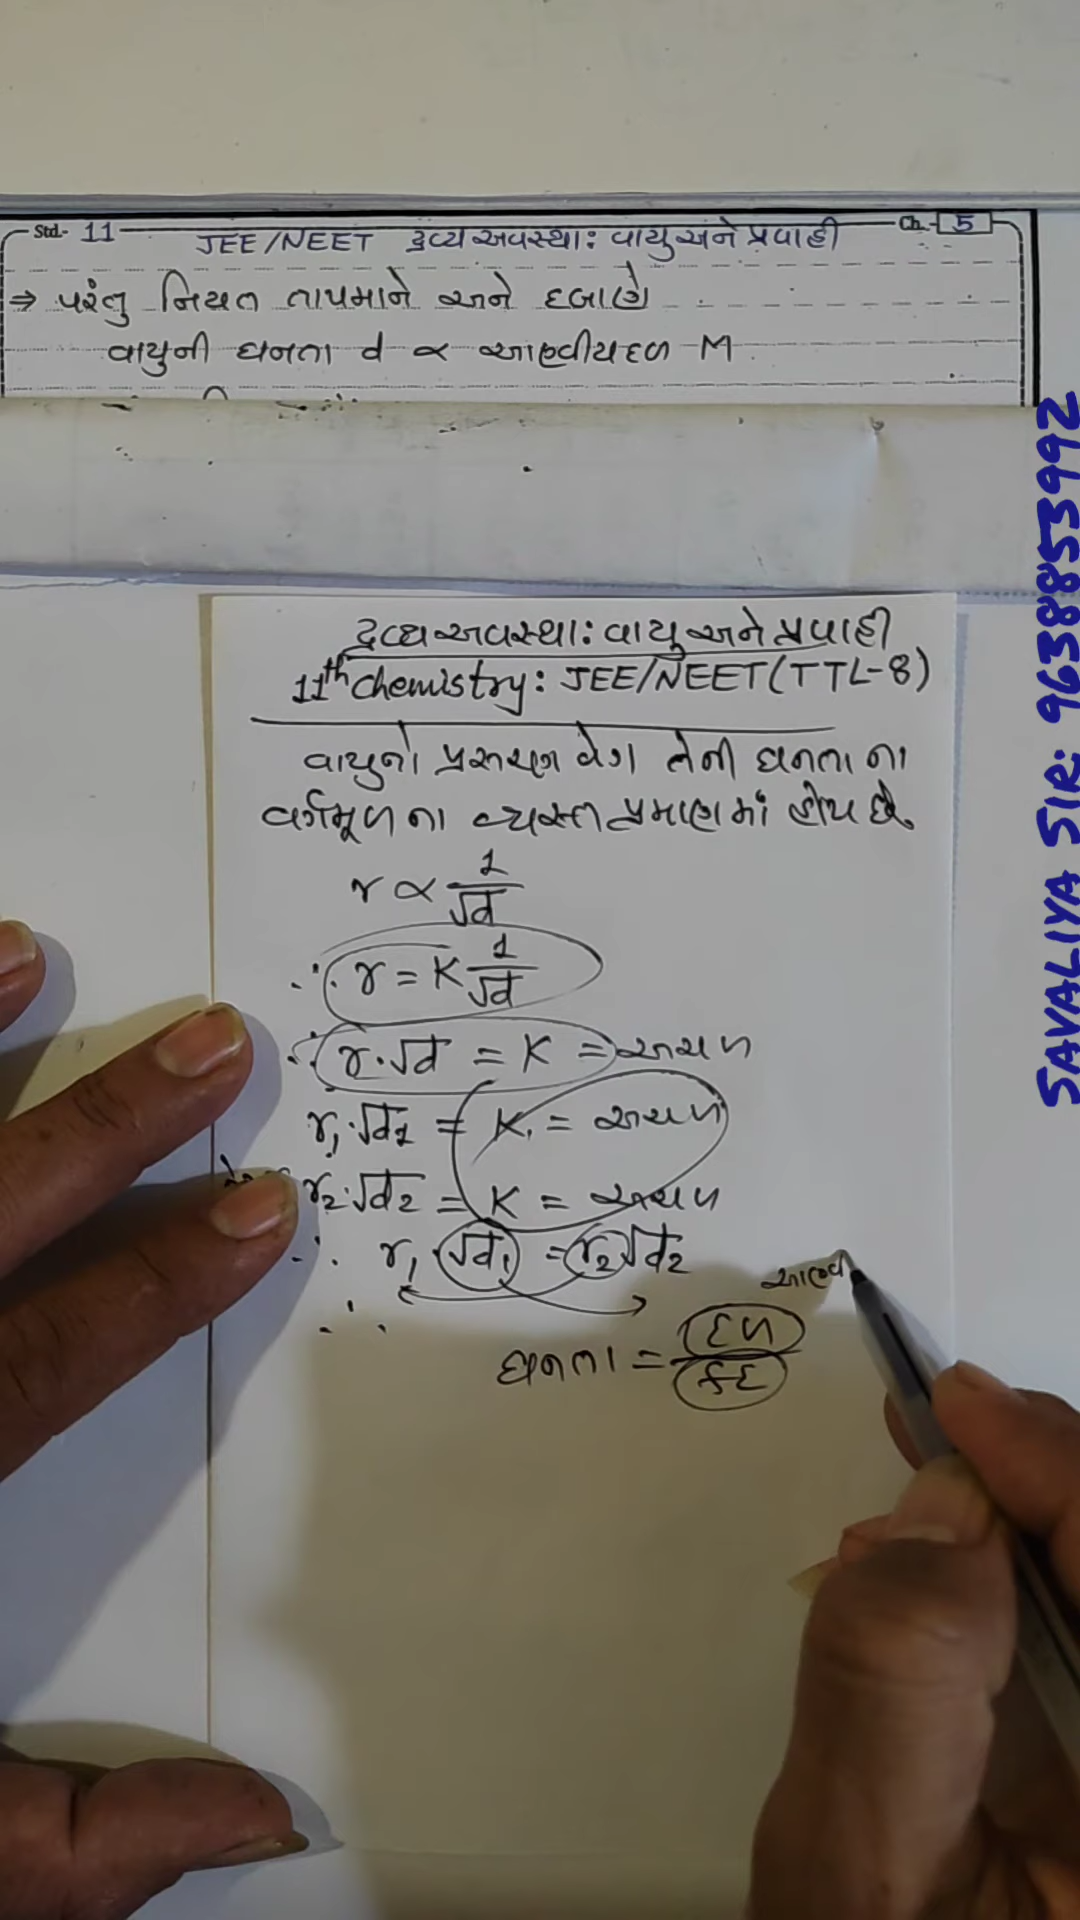 Std- 11 JEE/NEET દ્રવ્ય અવસ્થા: વાયુ અને પ્રવાહી Ch- 5
⇒ પરંતુ નિયત તાપમાને અને દબાણે
વાયુની ઘનતા d ∝ આણ્વીયદળ M
દ્રવ્ય અવસ્થા: વાયુ અને પ્રવાહી
11th Chemistry: JEE/NEET (TTL-8)
વાયુનો પ્રસરણ વેગ તેની ઘનતા ના
વર્ગમૂળ ના વ્યસ્ત પ્રમાણ માં હોય છે.
r ∝ 1/√d
∴ r = K 1/√d
∴ r·√d = K = અચળ
r₁·√d₁ = K₁ = અચળ
r₂·√d₂ = K = અચળ
∴ r₁·√d₁ = r₂√d₂
આણ્વ
∴
ઘનતા = દળ/કદ
SAVALIYA SIR: 9638853992